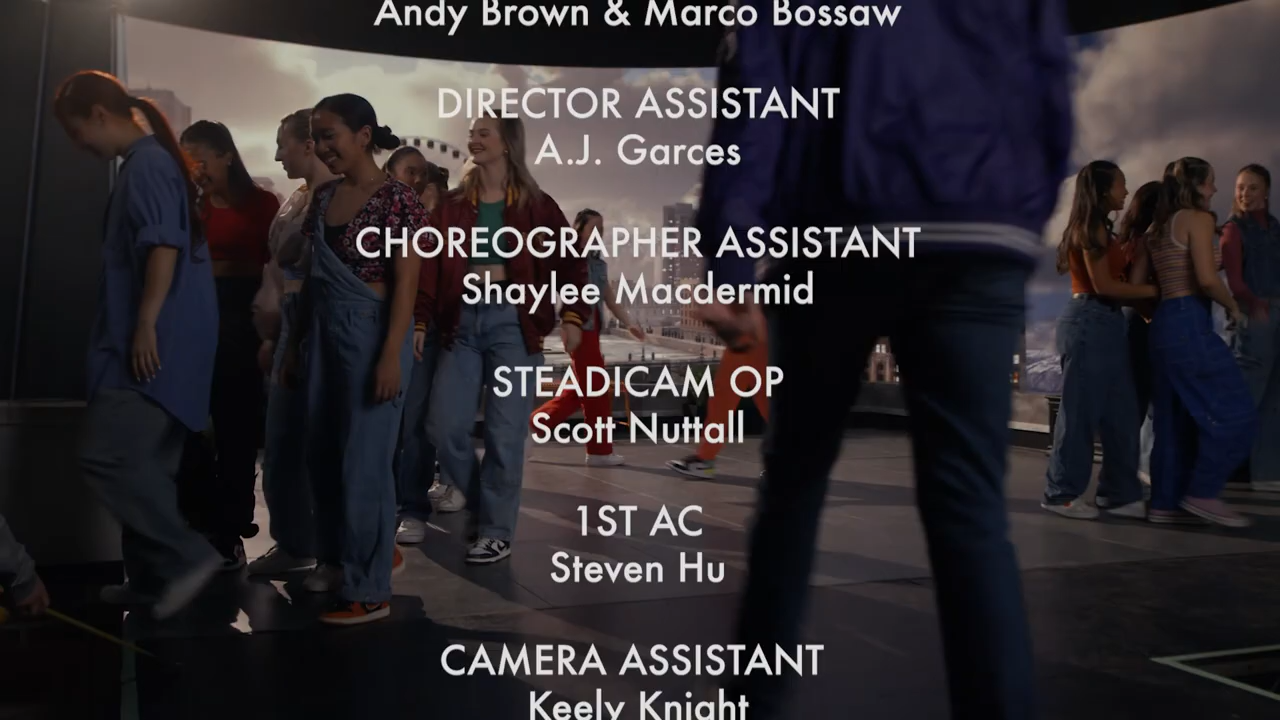 Andy Brown & Marco Bossaw
DIRECTOR ASSISTANT
A.J. Garces
CHOREOGRAPHER ASSISTANT
Shaylee Macdermid
STEADICAM OP
Scott Nuttall
1ST AC
Steven Hu
CAMERA ASSISTANT
Keely Knight